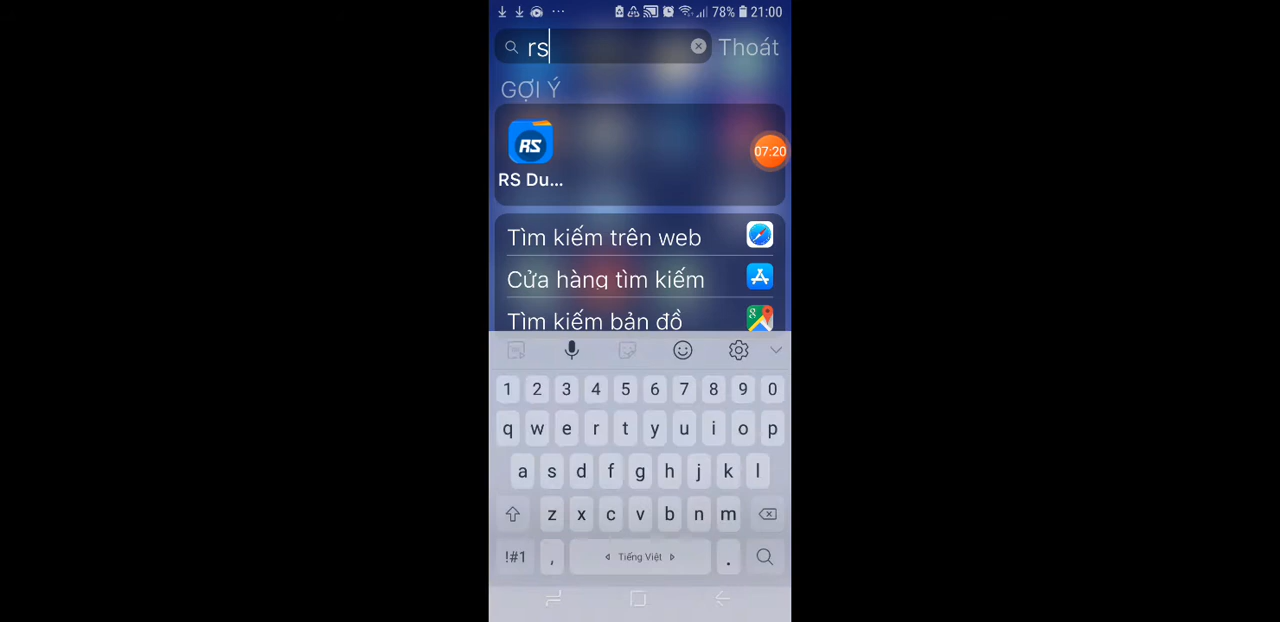 78% 21:00
rs Thoát
GỢI Ý
RS
07:20
RS Du...
Tìm kiếm trên web
Cửa hàng tìm kiếm
Tìm kiếm bản đồ
1 2 3 4 5 6 7 8 9 0
q w e r t y u i o p
a s d f g h j k l
z x c v b n m
!#1 , Tiếng Việt .